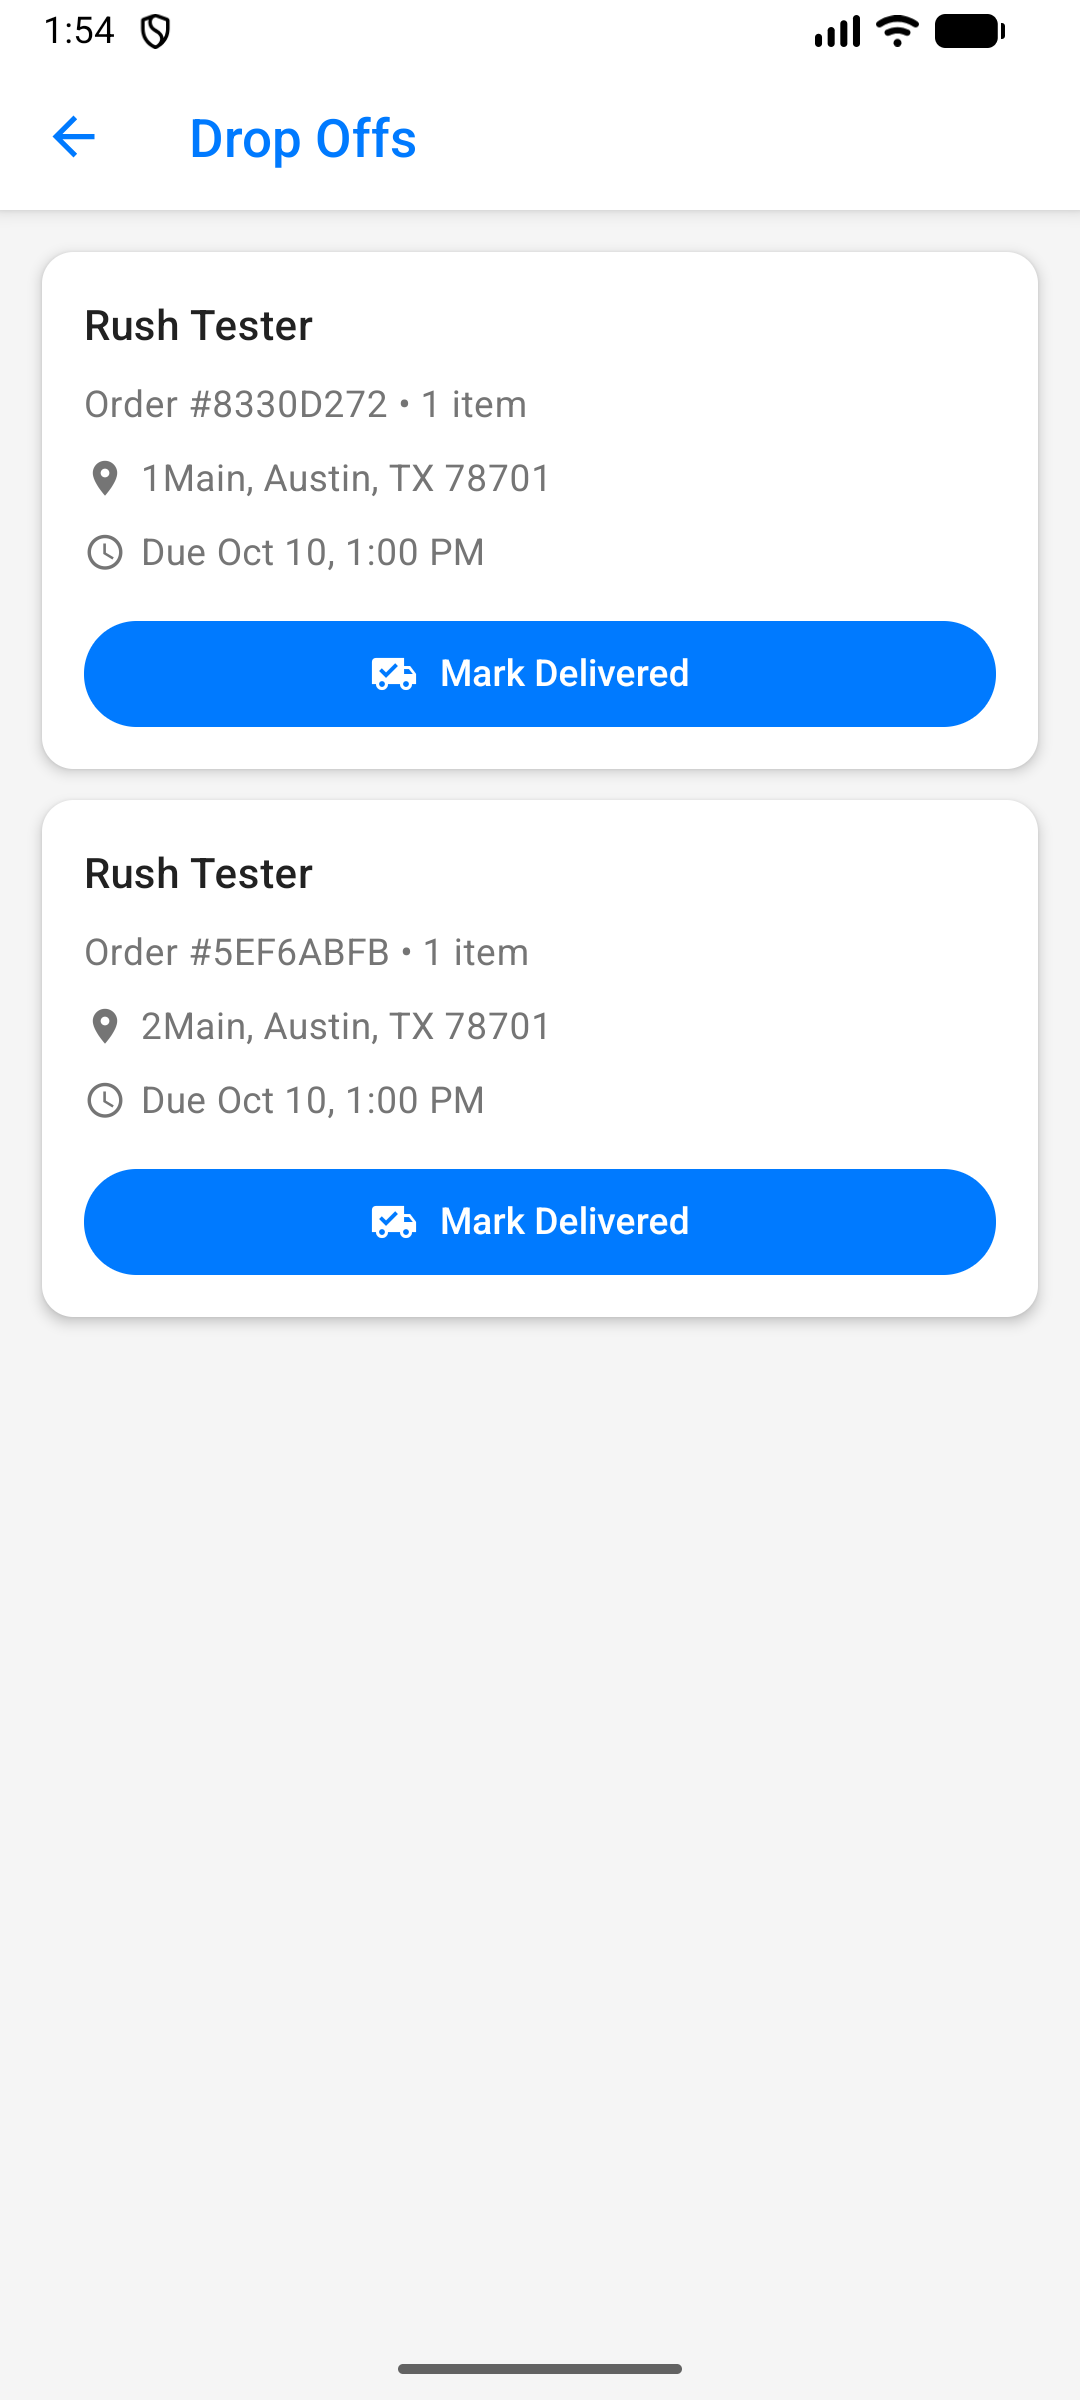 1:54
Drop Offs
Rush Tester
Order #8330D272 • 1 item
1Main, Austin, TX 78701
Due Oct 10, 1:00 PM
Mark Delivered
Rush Tester
Order #5EF6ABFB • 1 item
2Main, Austin, TX 78701
Due Oct 10, 1:00 PM
Mark Delivered